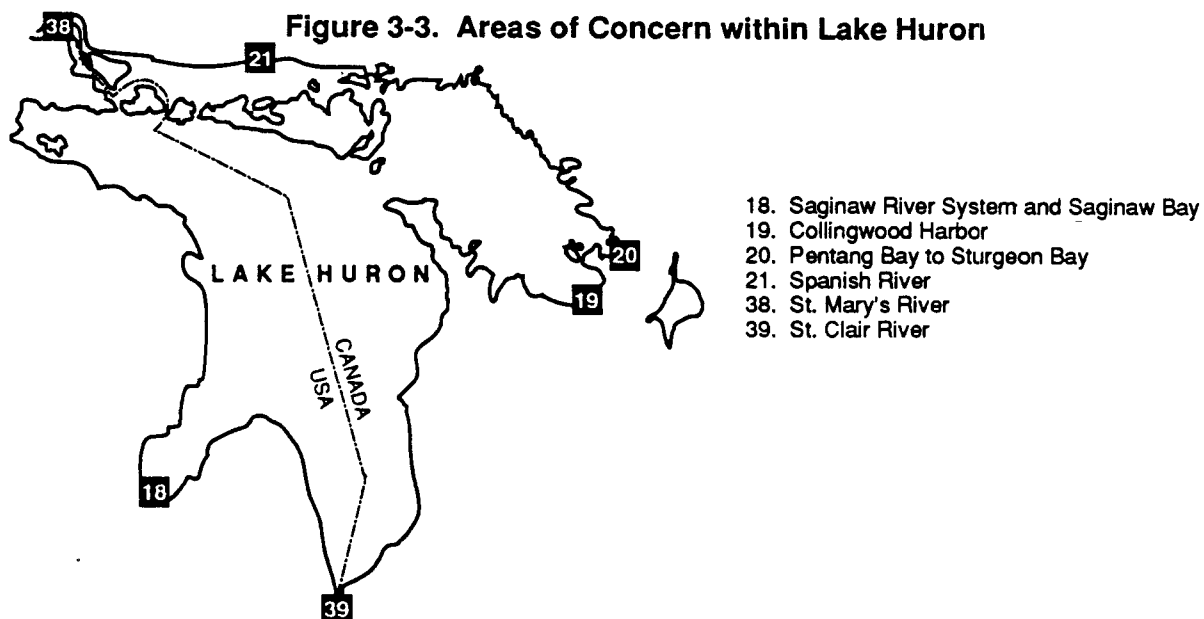 Figure 3-3. Areas of Concern within Lake Huron
38
21
18. Saginaw River System and Saginaw Bay
19. Collingwood Harbor
20. Pentang Bay to Sturgeon Bay
21. Spanish River
38. St. Mary's River
39. St. Clair River
20
LAKE HURON
19
CANADA
USA
18
39